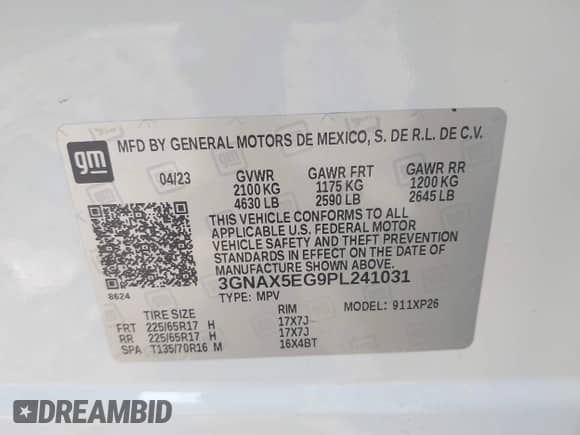 gm
MFD BY GENERAL MOTORS DE MEXICO, S. DE R.L. DE C.V.
04/23 GVWR GAWR FRT GAWR RR
2100 KG 1175 KG 1200 KG
4630 LB 2590 LB 2645 LB
THIS VEHICLE CONFORMS TO ALL
APPLICABLE U.S. FEDERAL MOTOR
VEHICLE SAFETY AND THEFT PREVENTION
STANDARDS IN EFFECT ON THE DATE OF
MANUFACTURE SHOWN ABOVE.
3GNAX5EG9PL241031
8624
TYPE: MPV MODEL: 911XP26
TIRE SIZE RIM
FRT 225/65R17 H 17X7J
RR 225/65R17 H 17X7J
SPA T135/70R16 M 16X4BT
DREAMBID